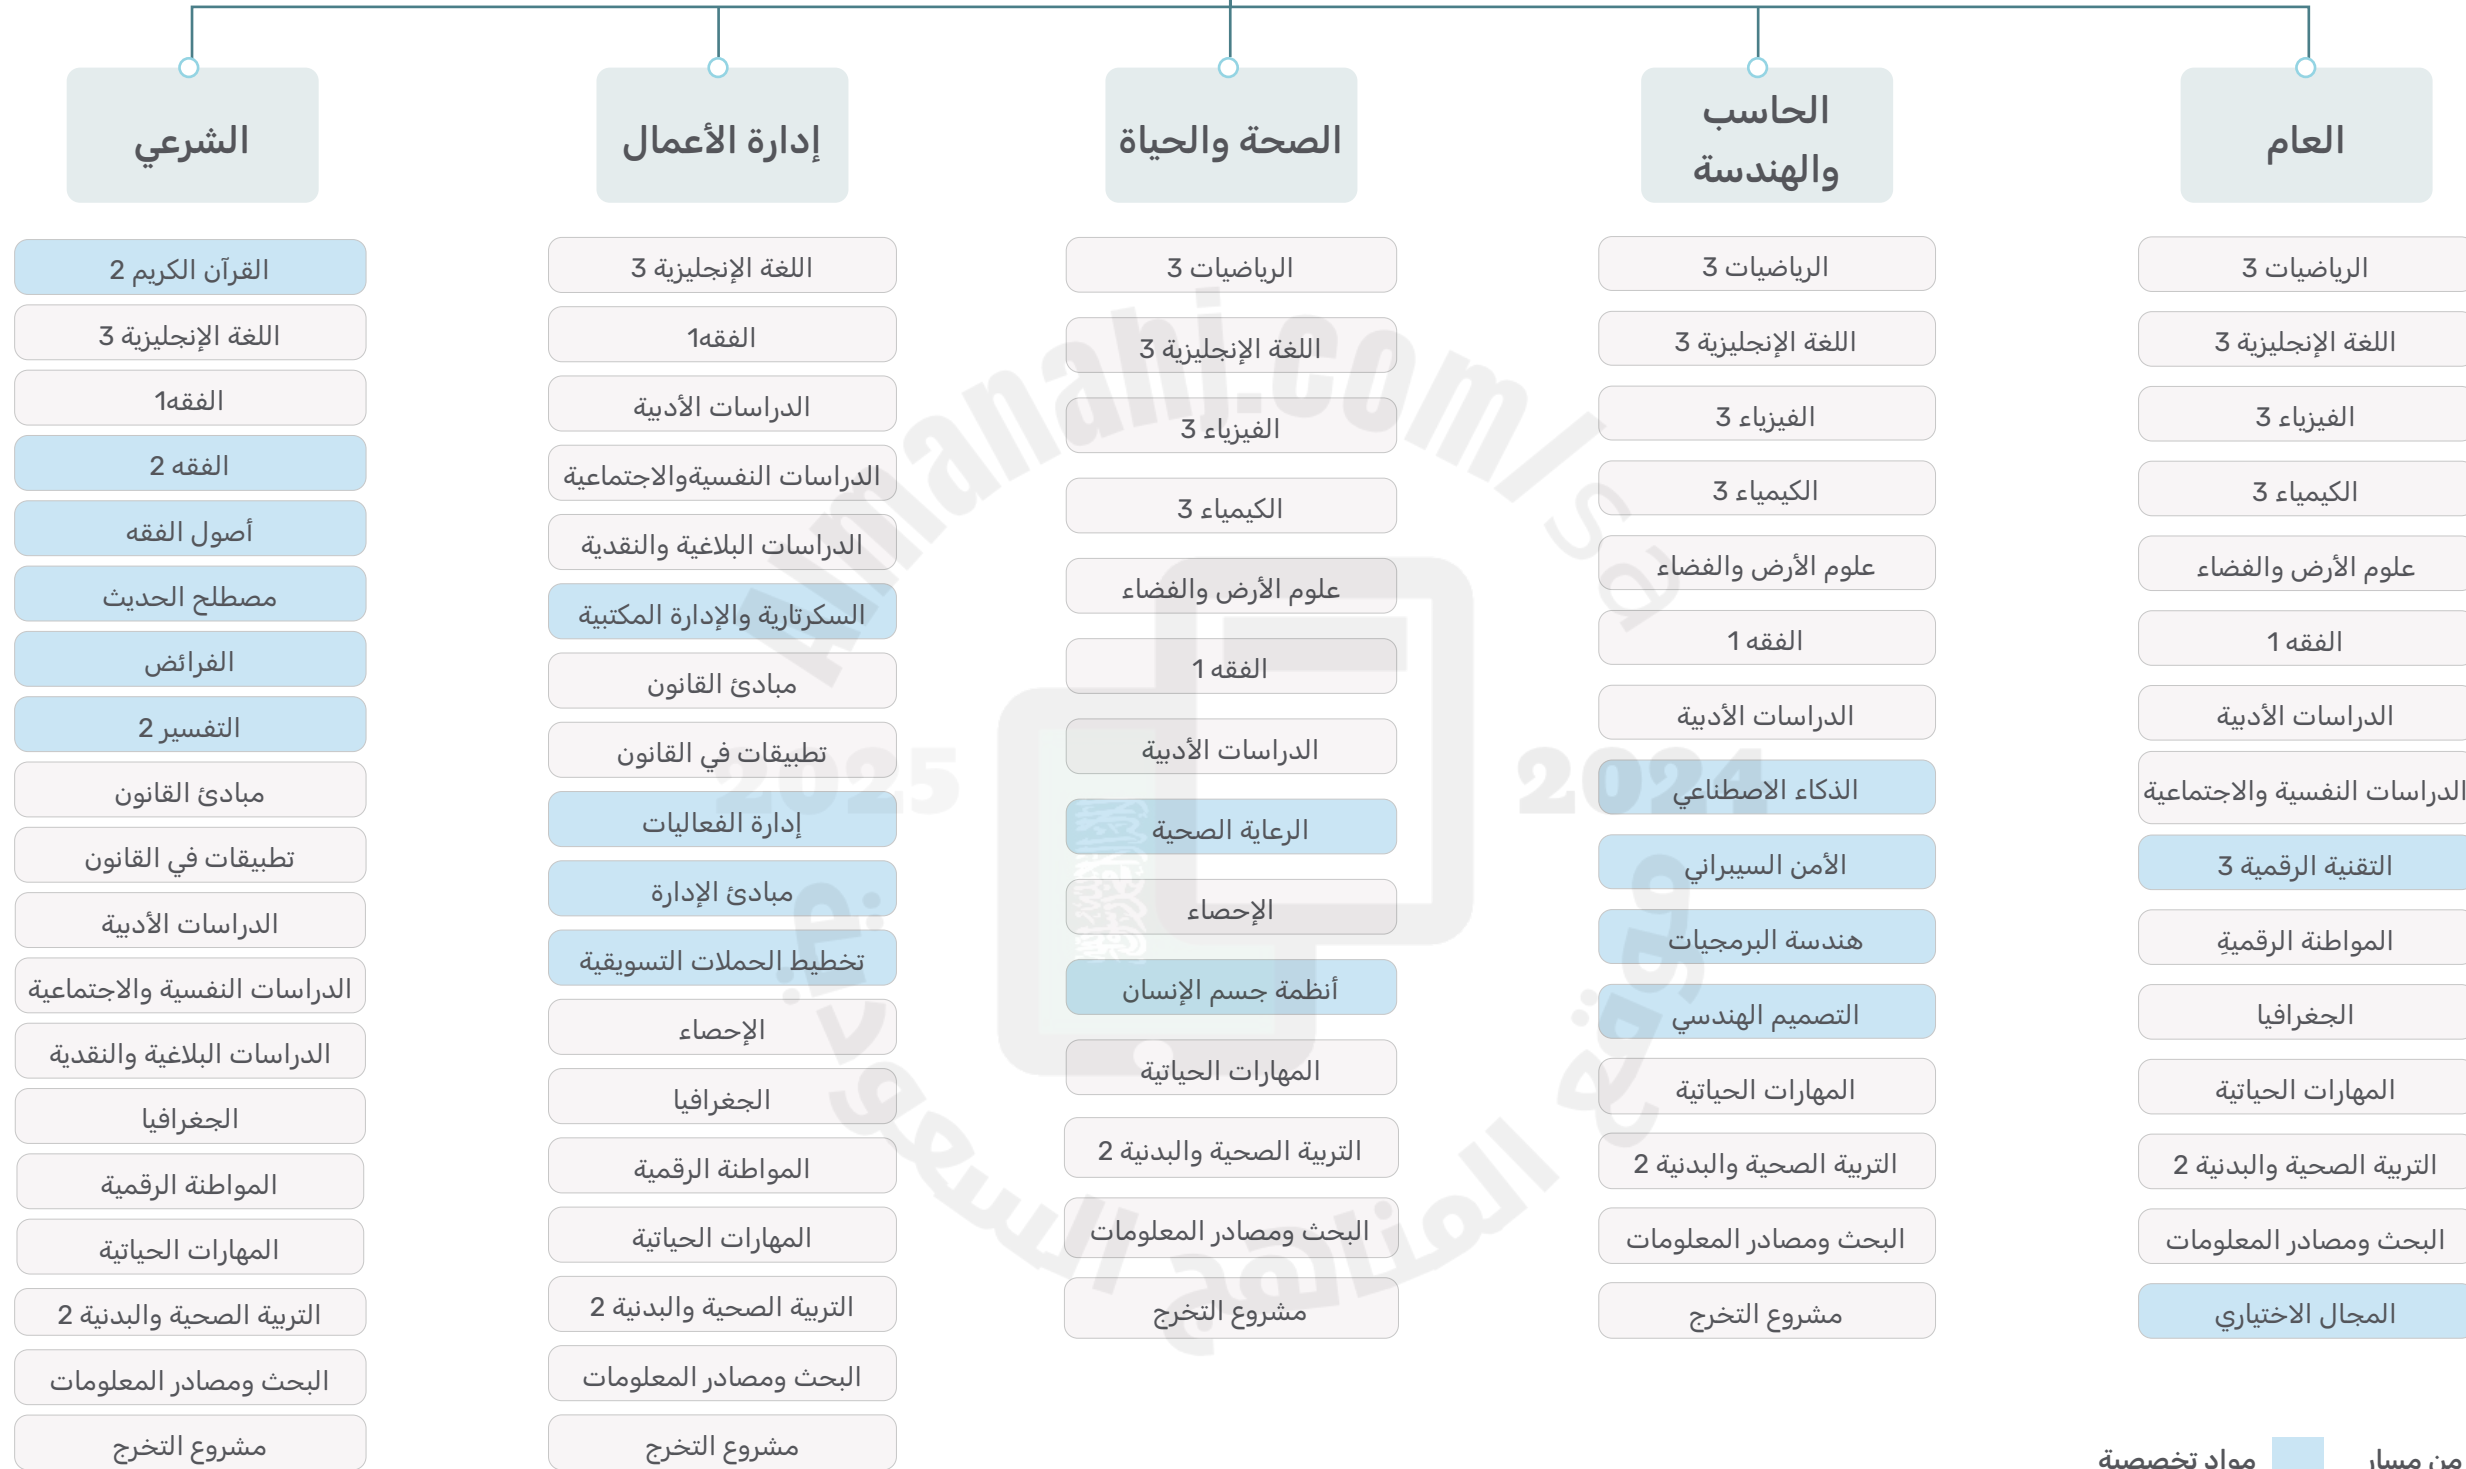 العام
الرياضيات 3
اللغة الإنجليزية 3
الفيزياء 3
الكيمياء 3
علوم الأرض والفضاء
الفقه 1
الدراسات الأدبية
الدراسات النفسية والاجتماعية
التقنية الرقمية 3
المواطنة الرقميةِ
الجغرافيا
المهارات الحياتية
التربية الصحية والبدنية 2
البحث ومصادر المعلومات
المجال الاختياري
الحاسب
والهندسة
الرياضيات 3
اللغة الإنجليزية 3
الفيزياء 3
الكيمياء 3
علوم الأرض والفضاء
الفقه 1
الدراسات الأدبية
الذكاء الاصطناعي
الأمن السيبراني
هندسة البرمجيات
التصميم الهندسي
المهارات الحياتية
التربية الصحية والبدنية 2
البحث ومصادر المعلومات
مشروع التخرج
الصحة والحياة
الرياضيات 3
اللغة الإنجليزية 3
الفيزياء 3
الكيمياء 3
علوم الأرض والفضاء
الفقه 1
الدراسات الأدبية
الرعاية الصحية
الإحصاء
أنظمة جسم الإنسان
المهارات الحياتية
التربية الصحية والبدنية 2
البحث ومصادر المعلومات
مشروع التخرج
إدارة الأعمال
اللغة الإنجليزية 3
الفقه1
الدراسات الأدبية
الدراسات النفسيةوالاجتماعية
الدراسات البلاغية والنقدية
السكرتارية والإدارة المكتبية
مبادئ القانون
تطبيقات في القانون
إدارة الفعاليات
مبادئ الإدارة
تخطيط الحملات التسويقية
الإحصاء
الجغرافيا
المواطنة الرقمية
المهارات الحياتية
التربية الصحية والبدنية 2
البحث ومصادر المعلومات
مشروع التخرج
الشرعي
القرآن الكريم 2
اللغة الإنجليزية 3
الفقه1
الفقه 2
أصول الفقه
مصطلح الحديث
الفرائض
التفسير 2
مبادئ القانون
تطبيقات في القانون
الدراسات الأدبية
الدراسات النفسية والاجتماعية
الدراسات البلاغية والنقدية
الجغرافيا
المواطنة الرقمية
المهارات الحياتية
التربية الصحية والبدنية 2
البحث ومصادر المعلومات
مشروع التخرج
من مسار
مواد تخصصية
Almanahj.com/sa
2024
2025
موقع المناهج السعودية